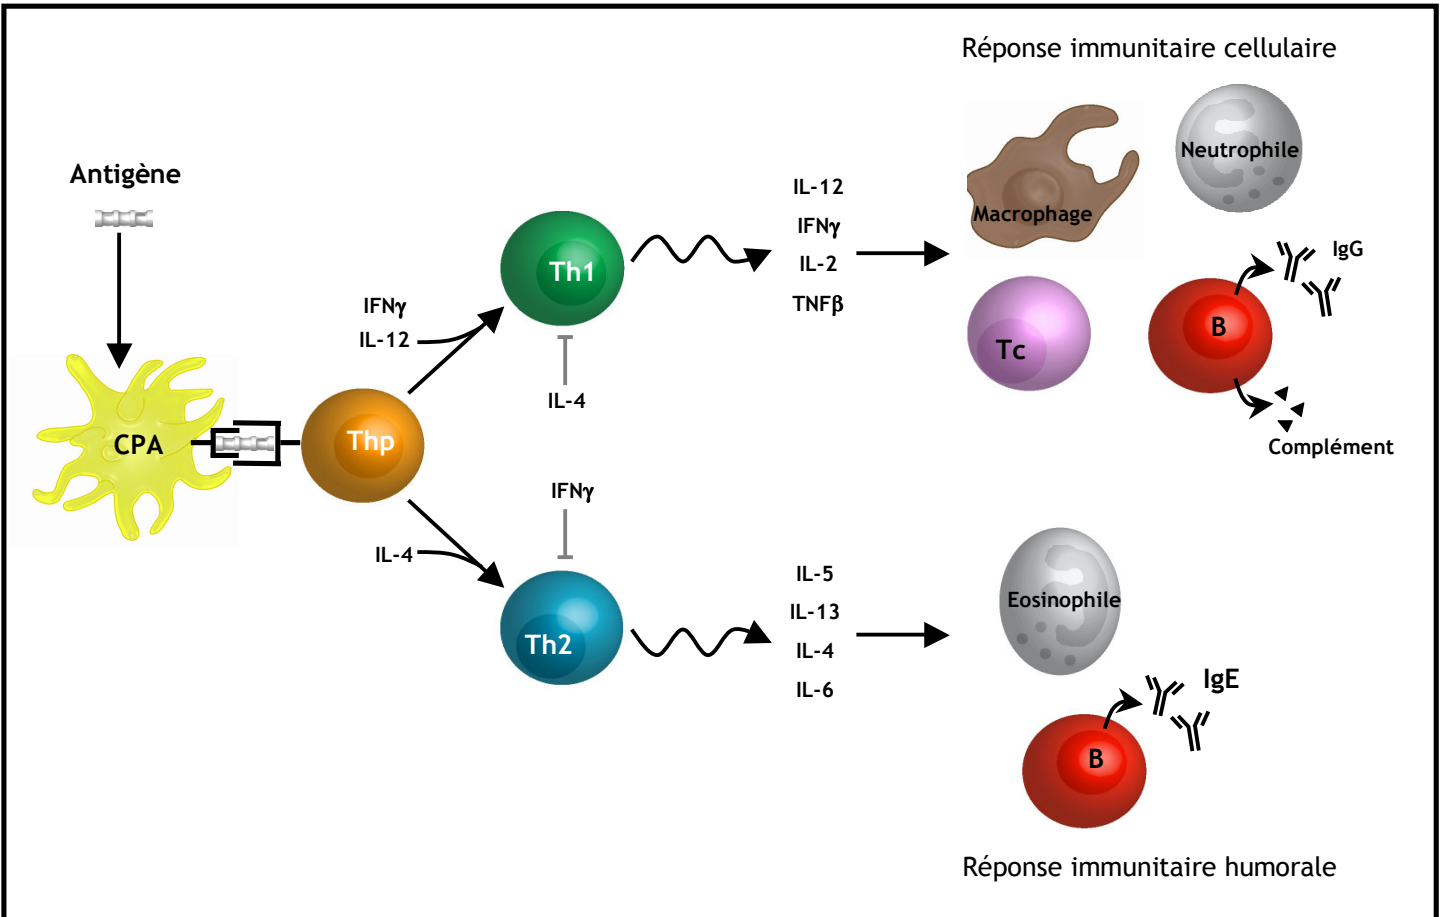 Réponse immunitaire cellulaire
Antigène
CPA
Thp
IFNγ
IL-12
Th1
IL-4
IL-12
IFNγ
IL-2
TNFβ
Macrophage
Neutrophile
Tc
B
IgG
Complément
IL-4
IFNγ
Th2
IL-5
IL-13
IL-4
IL-6
Eosinophile
B
IgE
Réponse immunitaire humorale